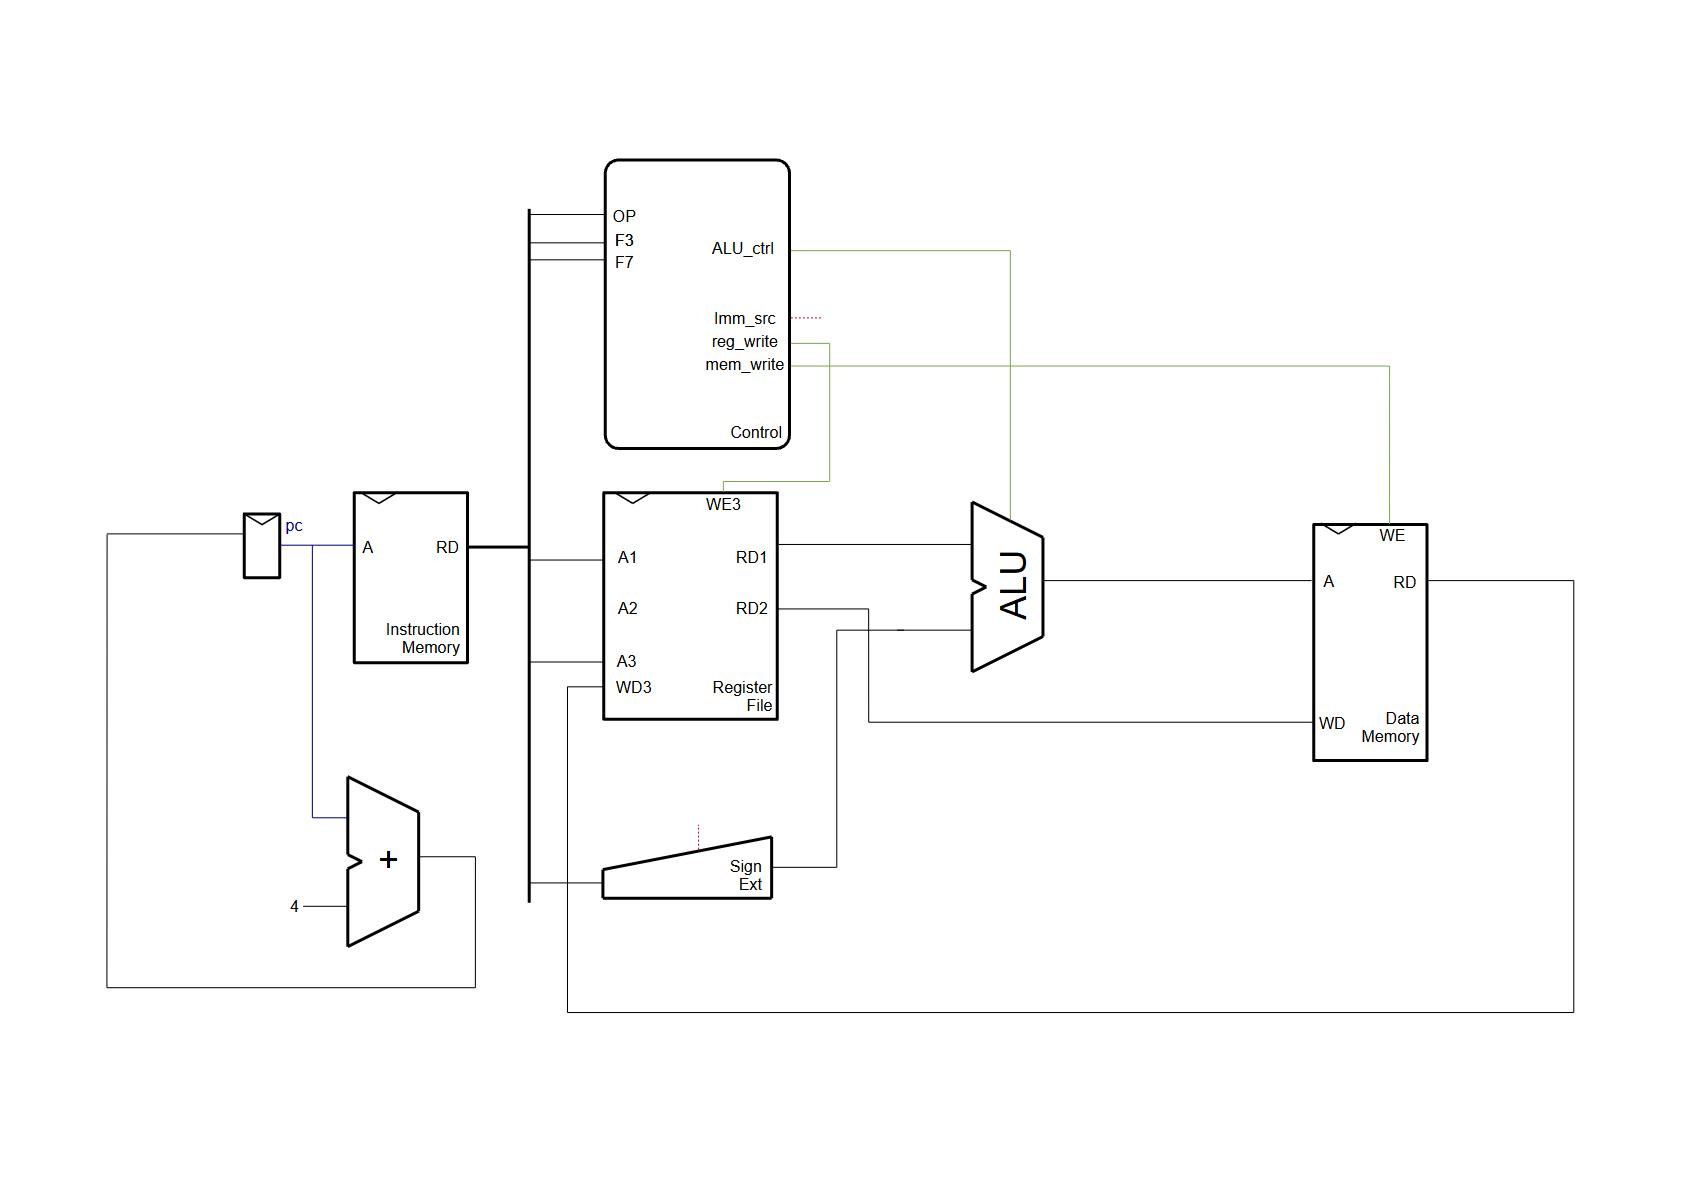 OP
F3
F7
ALU_ctrl
Imm_src
reg_write
mem_write
Control
pc
A
RD
Instruction
Memory
WE3
A1
RD1
A2
RD2
A3
WD3
Register
File
ALU
WE
A
RD
WD
Data
Memory
+
4
Sign
Ext